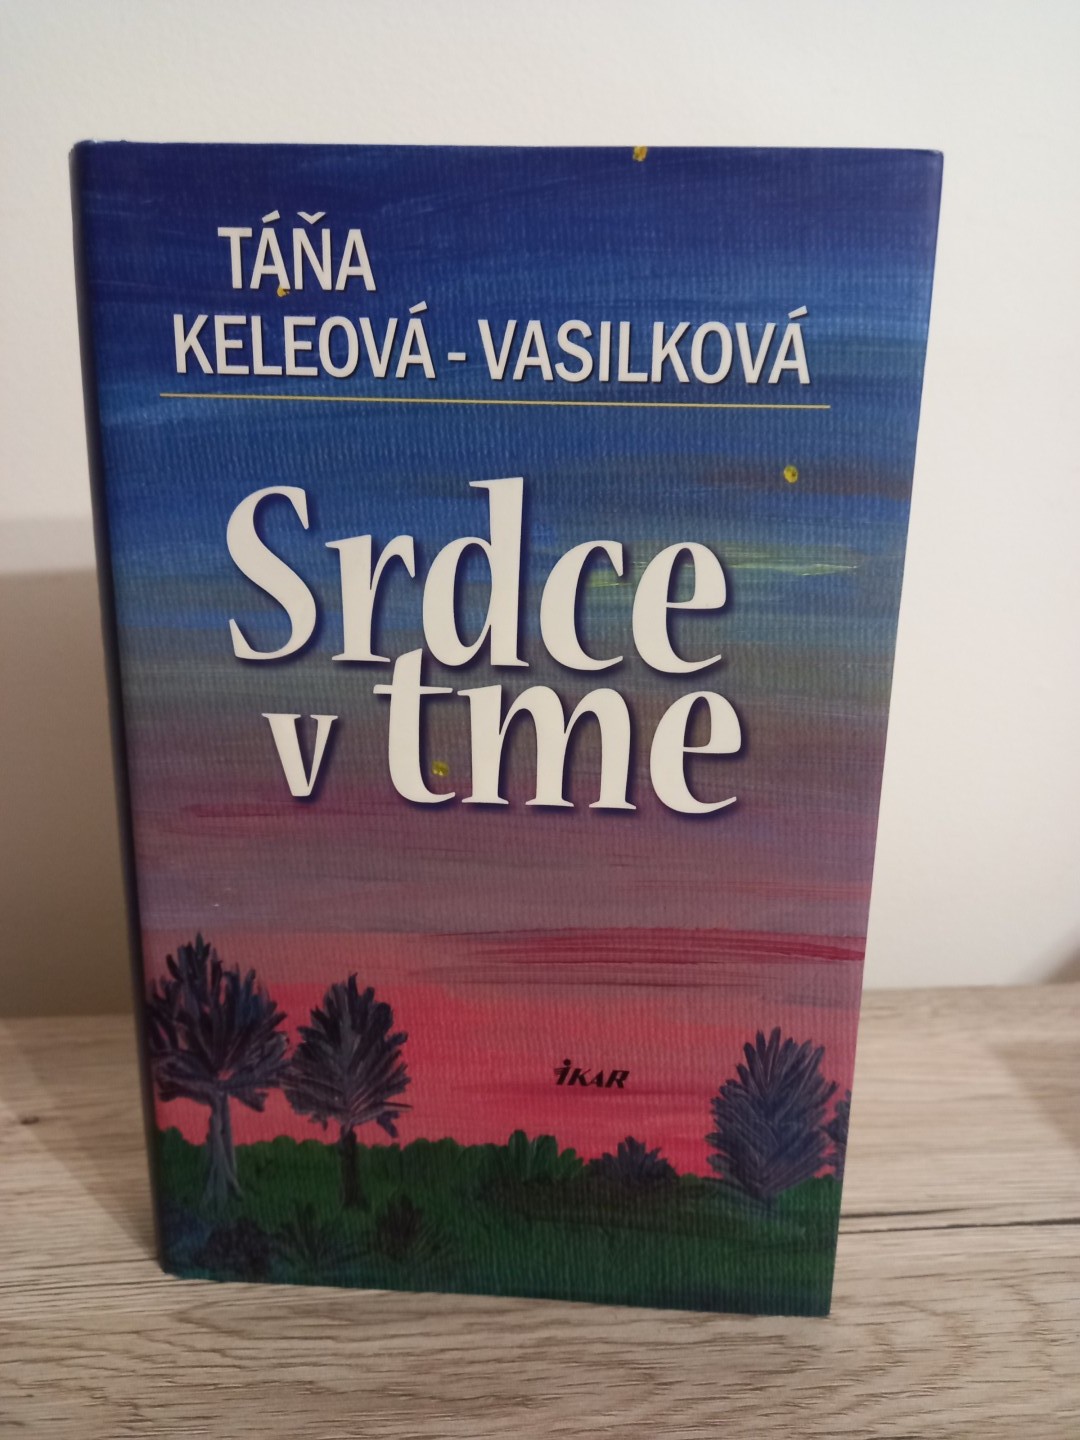 TÁŇA
KELEOVÁ - VASILKOVÁ
Srdce
v tme
IKAR